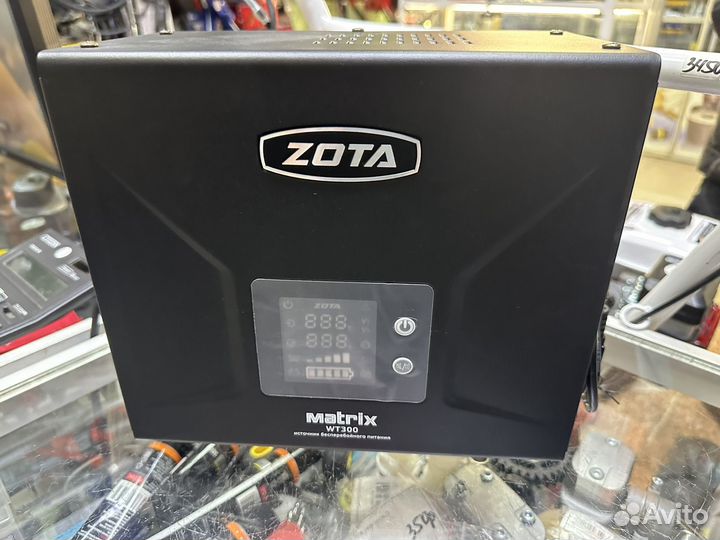 ZOTA
ZOTA
888
888
Matrix
WT300
источник бесперебойного питания
Avito